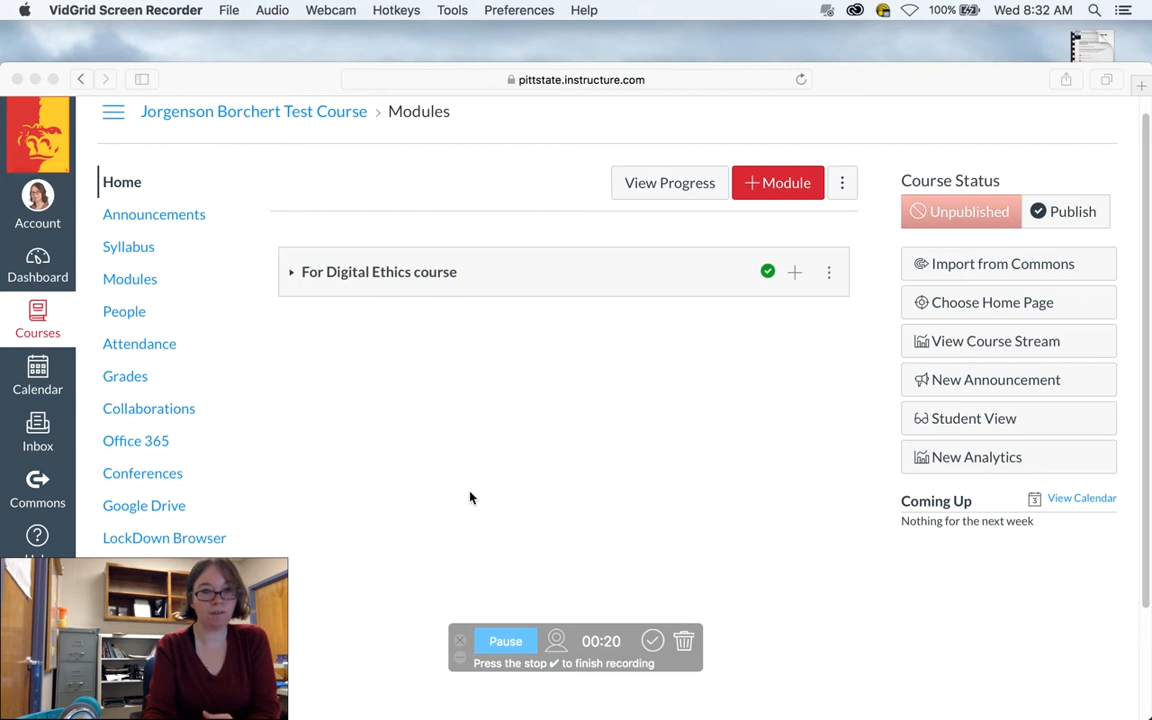 VidGrid Screen Recorder File Audio Webcam Hotkeys Tools Preferences Help 100% Wed 8:32 AM
pittstate.instructure.com
Jorgenson Borchert Test Course › Modules
Home
View Progress
+ Module
Course Status
Unpublished
Publish
Account
Announcements
Syllabus
Dashboard
Modules
For Digital Ethics course
Import from Commons
Choose Home Page
Courses
People
Attendance
View Course Stream
Calendar
Grades
New Announcement
Collaborations
Student View
Inbox
Office 365
New Analytics
Conferences
Commons
Google Drive
Coming Up
3 View Calendar
Nothing for the next week
LockDown Browser
Pause
00:20
Press the stop ✔ to finish recording